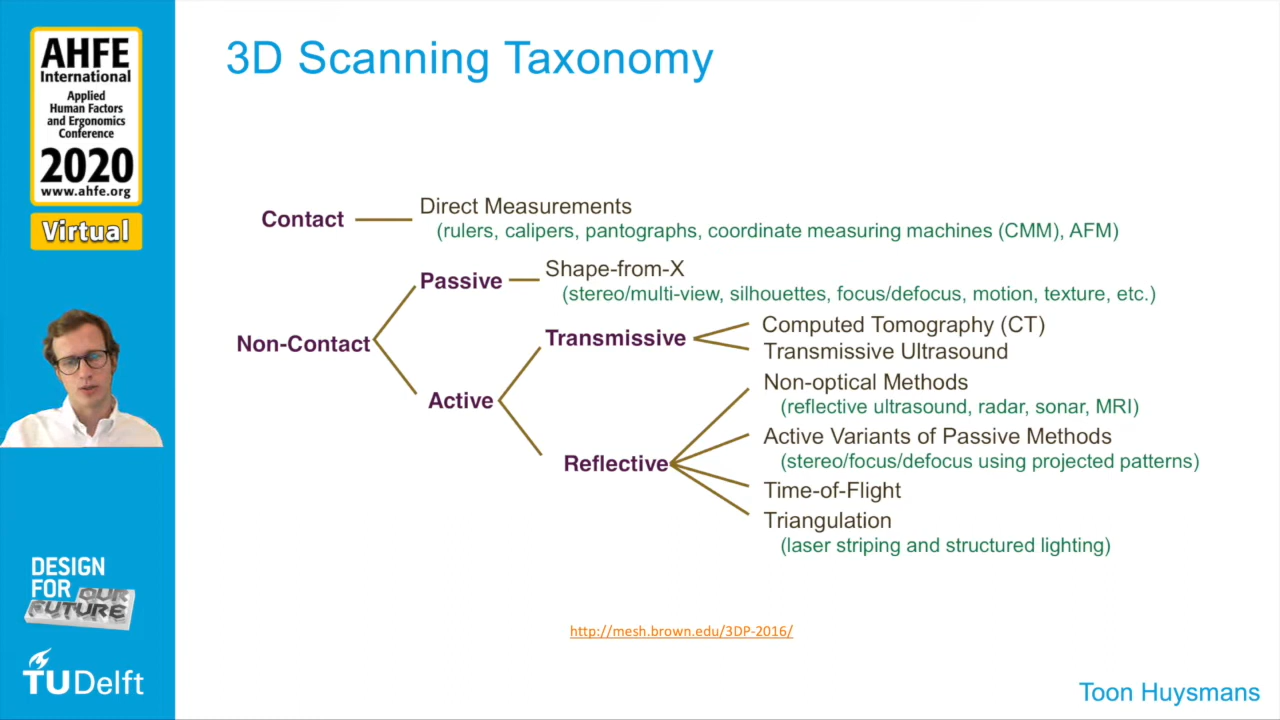 AHFE
International
Applied
Human Factors
and Ergonomics
Conference
2020
www.ahfe.org
Virtual
DESIGN
FOR OUR
FUTURE
TU Delft
3D Scanning Taxonomy
Contact
Direct Measurements
(rulers, calipers, pantographs, coordinate measuring machines (CMM), AFM)
Non-Contact
Passive
Shape-from-X
(stereo/multi-view, silhouettes, focus/defocus, motion, texture, etc.)
Active
Transmissive
Computed Tomography (CT)
Transmissive Ultrasound
Reflective
Non-optical Methods
(reflective ultrasound, radar, sonar, MRI)
Active Variants of Passive Methods
(stereo/focus/defocus using projected patterns)
Time-of-Flight
Triangulation
(laser striping and structured lighting)
http://mesh.brown.edu/3DP-2016/
Toon Huysmans